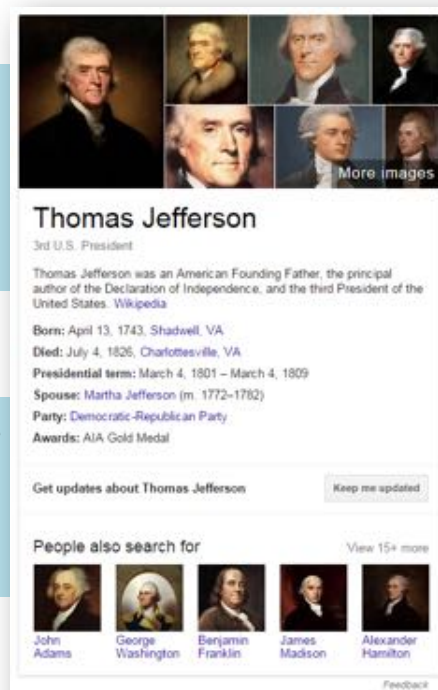 More images
Thomas Jefferson
3rd U.S. President
Thomas Jefferson was an American Founding Father, the principal
author of the Declaration of Independence, and the third President of the
United States. Wikipedia
Born: April 13, 1743, Shadwell, VA
Died: July 4, 1826, Charlottesville, VA
Presidential term: March 4, 1801 – March 4, 1809
Spouse: Martha Jefferson (m. 1772–1782)
Party: Democratic-Republican Party
Awards: AIA Gold Medal
Get updates about Thomas Jefferson
Keep me updated
People also search for
View 15+ more
John
Adams
George
Washington
Benjamin
Franklin
James
Madison
Alexander
Hamilton
Feedback